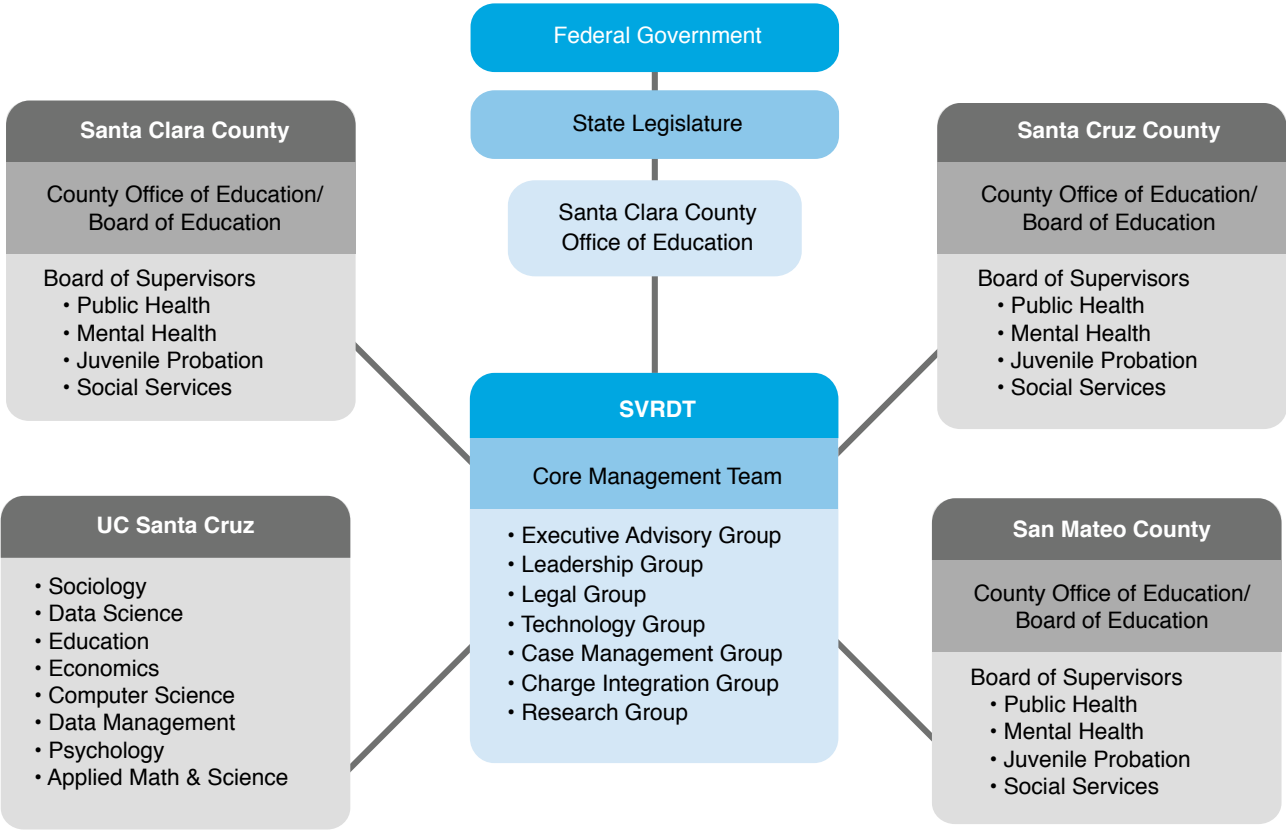 Federal Government
State Legislature
Santa Clara County
Office of Education
Santa Clara County
County Office of Education/
Board of Education
Board of Supervisors
• Public Health
• Mental Health
• Juvenile Probation
• Social Services
Santa Cruz County
County Office of Education/
Board of Education
Board of Supervisors
• Public Health
• Mental Health
• Juvenile Probation
• Social Services
SVRDT
Core Management Team
• Executive Advisory Group
• Leadership Group
• Legal Group
• Technology Group
• Case Management Group
• Charge Integration Group
• Research Group
UC Santa Cruz
• Sociology
• Data Science
• Education
• Economics
• Computer Science
• Data Management
• Psychology
• Applied Math & Science
San Mateo County
County Office of Education/
Board of Education
Board of Supervisors
• Public Health
• Mental Health
• Juvenile Probation
• Social Services